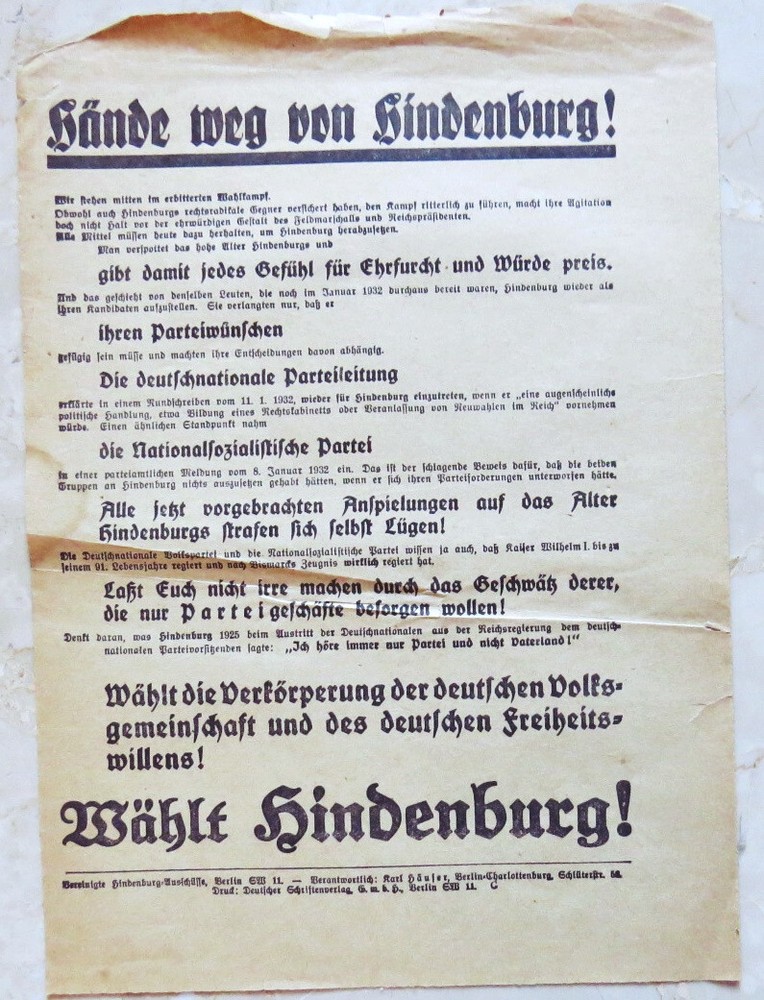 Hände weg von Hindenburg!
Wir stehen mitten im erbitterten Wahlkampf.
Obwohl auch Hindenburgs rechtsradikale Gegner versichert haben, den Kampf ritterlich zu führen, macht ihre Agitation
doch nicht Halt vor der ehrwürdigen Gestalt des Feldmarschalls und Reichspräsidenten.
Alle Mittel müssen heute dazu herhalten, um Hindenburg herabzusetzen.
Man verspottet das hohe Alter Hindenburgs und
gibt damit jedes Gefühl für Ehrfurcht und Würde preis.
Und das geschieht von denselben Leuten, die noch im Januar 1932 durchaus bereit waren, Hindenburg wieder als
ihren Kandidaten aufzustellen. Sie verlangten nur, daß er
ihren Parteiwünschen
gefügig sein müsse und machten ihre Entscheidungen davon abhängig.
Die deutschnationale Parteileitung
erklärte in einem Rundschreiben vom 11. 1. 1932, wieder für Hindenburg einzutreten, wenn er „eine augenscheinliche
politische Handlung, etwa Bildung eines Rechtskabinetts oder Veranlassung von Neuwahlen im Reich“ vornehmen
würde. Einen ähnlichen Standpunkt nahm
die Nationalsozialistische Partei
in einer parteiamtlichen Meldung vom 8. Januar 1932 ein. Das ist der schlagende Beweis dafür, daß die beiden
Gruppen an Hindenburg nichts auszusetzen gehabt hätten, wenn er sich ihren Parteiforderungen unterworfen hätte.
Alle jetzt vorgebrachten Anspielungen auf das Alter
Hindenburgs strafen sich selbst Lügen!
Die Deutschnationale Volkspartei und die Nationalsozialistische Partei wissen ja auch, daß Kaiser Wilhelm I. bis zu
seinem 91. Lebensjahre regiert und nach Bismarcks Zeugnis wirklich regiert hat.
Laßt Euch nicht irre machen durch das Geschwätz derer,
die nur Parteigeschäfte besorgen wollen!
Denkt daran, was Hindenburg 1925 beim Austritt der Deutschnationalen aus der Reichsregierung dem deutsch-
nationalen Parteivorsitzenden sagte: „Ich höre immer nur Partei und nicht Vaterland!“
Wählt die Verkörperung der deutschen Volks-
gemeinschaft und des deutschen Freiheits-
willens!
Wählt Hindenburg!
Vereinigte Hindenburg-Ausschüsse, Berlin SW 11. — Verantwortlich: Karl Häuser, Berlin-Charlottenburg, Schlüterstr.
Druck: Deutscher Schriftenverlag, G. m. b. H., Berlin SW 11. C